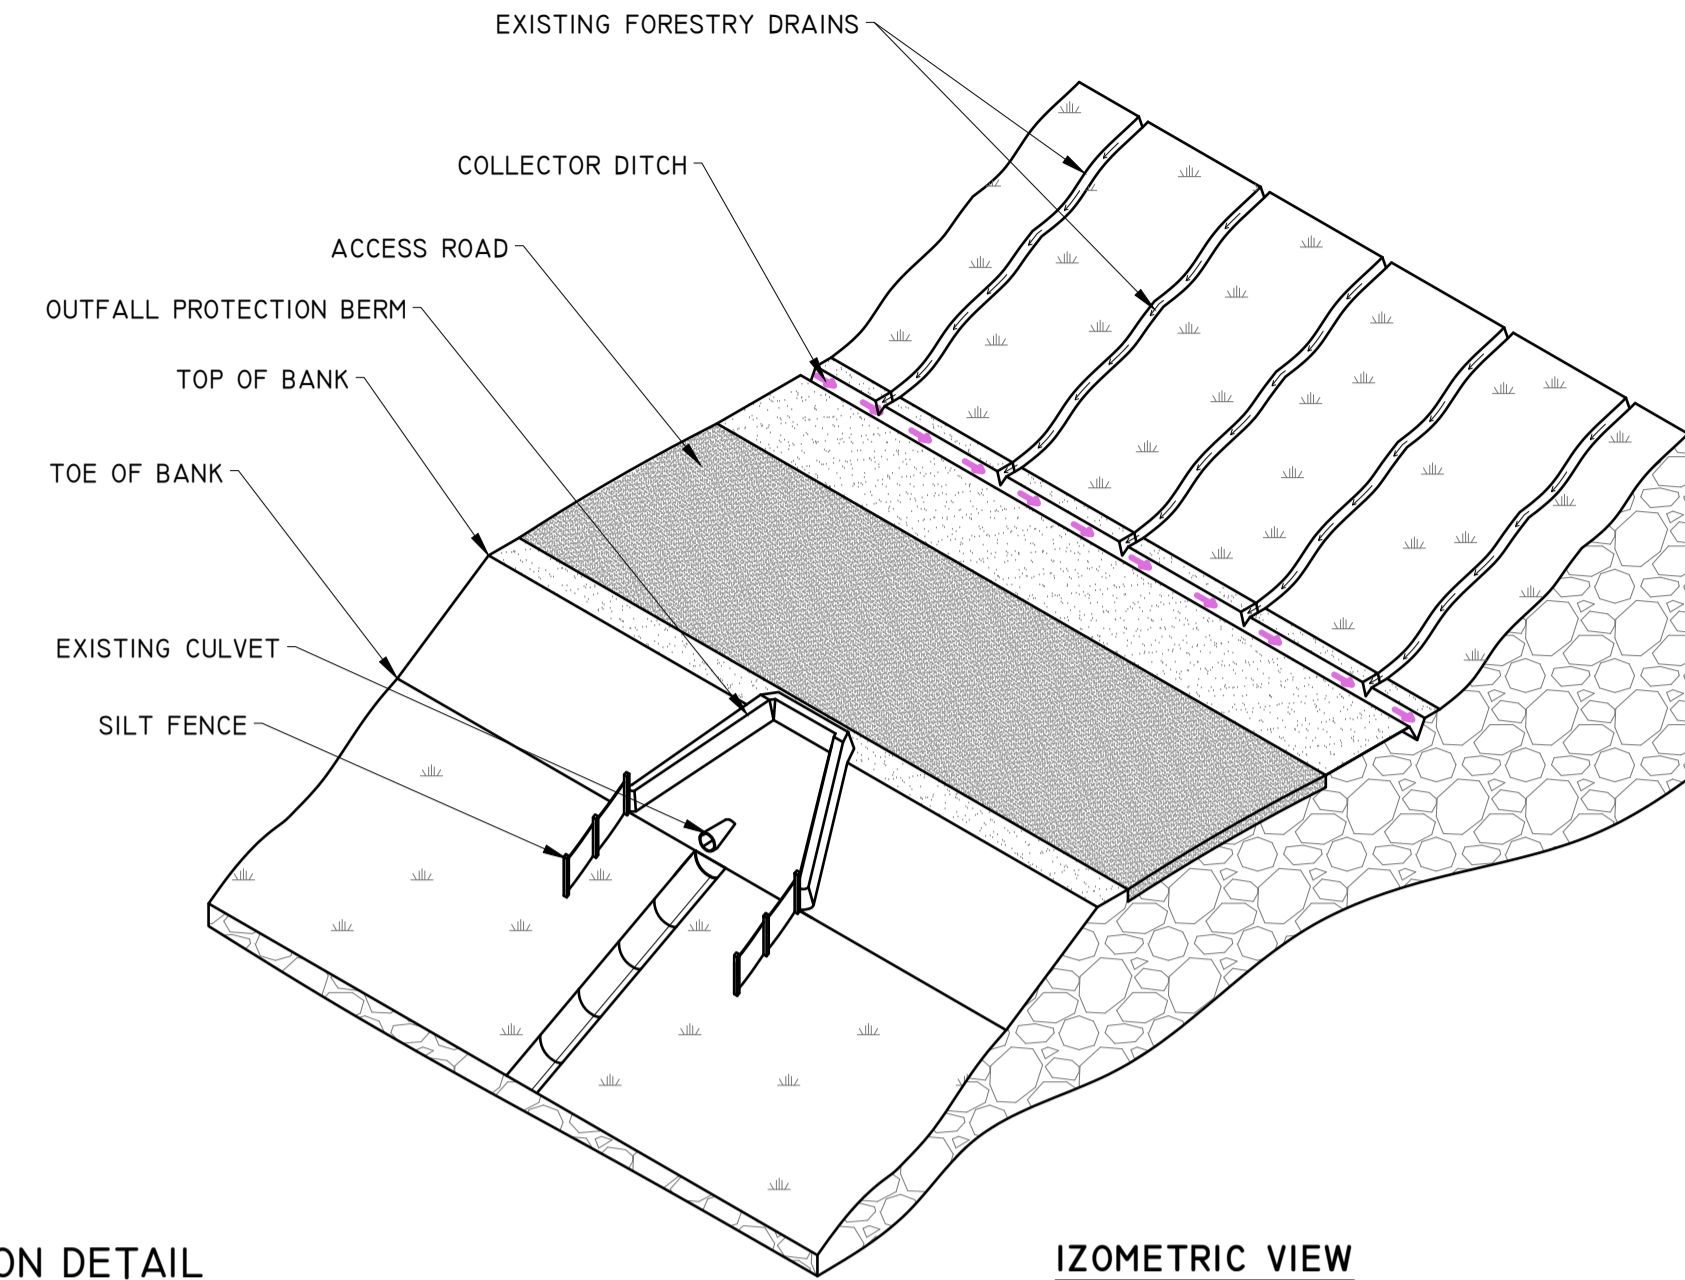 EXISTING FORESTRY DRAINS
COLLECTOR DITCH
ACCESS ROAD
OUTFALL PROTECTION BERM
TOP OF BANK
TOE OF BANK
EXISTING CULVET
SILT FENCE
ON DETAIL
IZOMETRIC VIEW